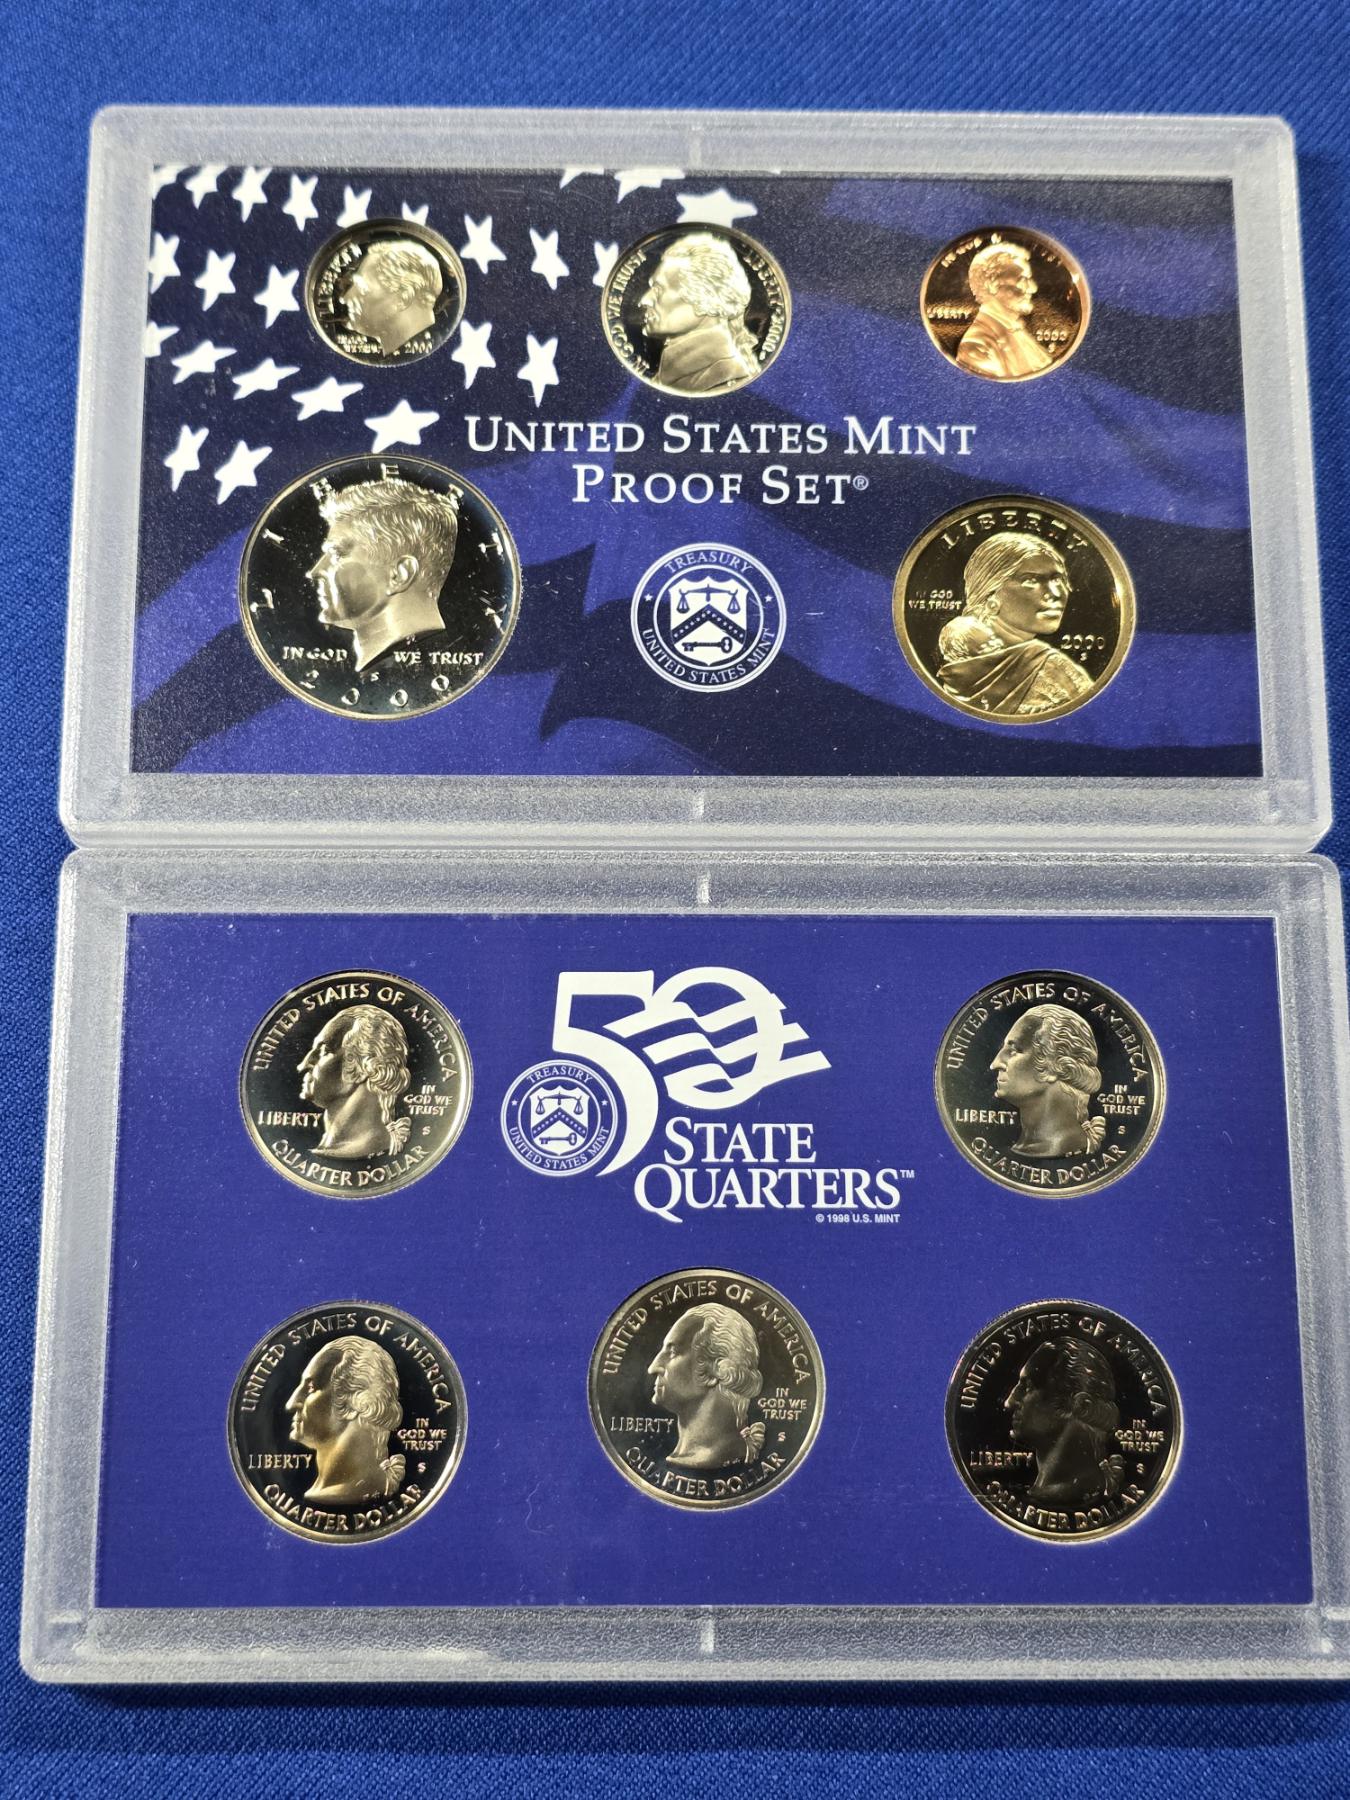 LIBERTY
IN GOD
WE TRUST
2000
IN GOD WE TRUST
LIBERTY
2000
IN GOD WE TRUST
LIBERTY
2000
UNITED STATES MINT
PROOF SET®
LIBERTY
IN GOD WE TRUST
S
2000
TREASURY
UNITED STATES MINT
LIBERTY
IN GOD
WE TRUST
2000
S
UNITED STATES OF AMERICA
IN
GOD WE
TRUST
LIBERTY
S
QUARTER DOLLAR
50
TREASURY
UNITED STATES MINT
STATE
QUARTERS™
© 1998 U.S. MINT
UNITED STATES OF AMERICA
IN
GOD WE
TRUST
LIBERTY
S
QUARTER DOLLAR
UNITED STATES OF AMERICA
IN
GOD WE
TRUST
LIBERTY
S
QUARTER DOLLAR
UNITED STATES OF AMERICA
IN
GOD WE
TRUST
LIBERTY
S
QUARTER DOLLAR
UNITED STATES OF AMERICA
IN
GOD WE
TRUST
LIBERTY
S
QUARTER DOLLAR